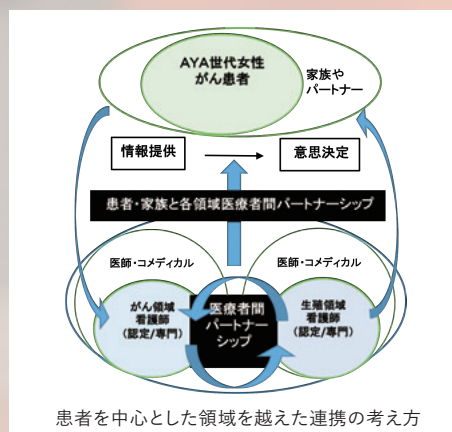 AYA世代女性
がん患者
家族や
パートナー
情報提供
意思決定
患者・家族と各領域医療者間パートナーシップ
医師・コメディカル
医師・コメディカル
がん領域
看護師
(認定/専門)
医療者間
パートナー
シップ
生殖領域
看護師
(認定/専門)
患者を中心とした領域を越えた連携の考え方